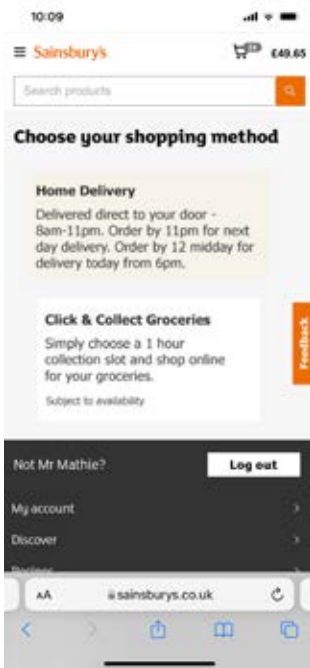 10:09
Sainsbury's
£49.65
Search products
Choose your shopping method
Home Delivery
Delivered direct to your door -
8am-11pm. Order by 11pm for next
day delivery. Order by 12 midday for
delivery today from 6pm.
Click & Collect Groceries
Simply choose a 1 hour
collection slot and shop online
for your groceries.
Subject to availability
Feedback
Not Mr Mathie?
Log out
My account
Discover
Recipes
AA
sainsburys.co.uk